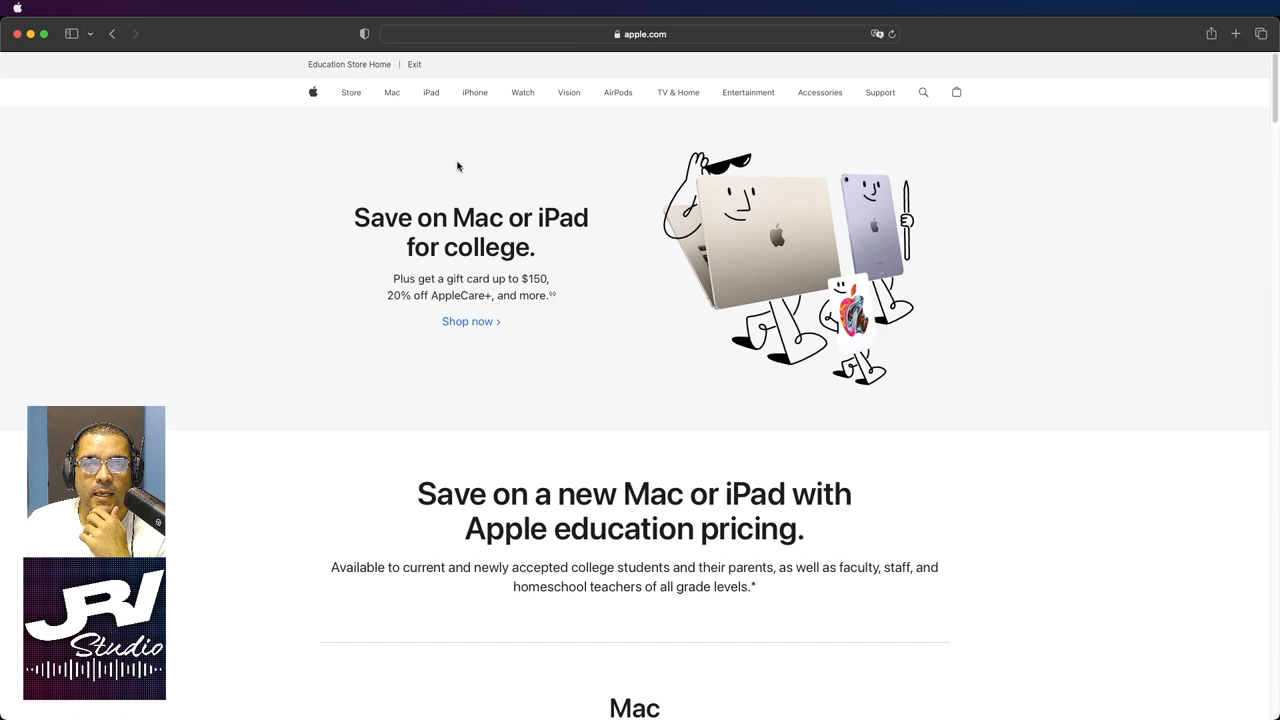 apple.com
Education Store Home | Exit
Store Mac iPad iPhone Watch Vision AirPods TV & Home Entertainment Accessories Support
Save on Mac or iPad
for college.
Plus get a gift card up to $150,
20% off AppleCare+, and more.◊◊
Shop now >
Save on a new Mac or iPad with
Apple education pricing.
Available to current and newly accepted college students and their parents, as well as faculty, staff, and
homeschool teachers of all grade levels.*
JRV
Studio
Mac